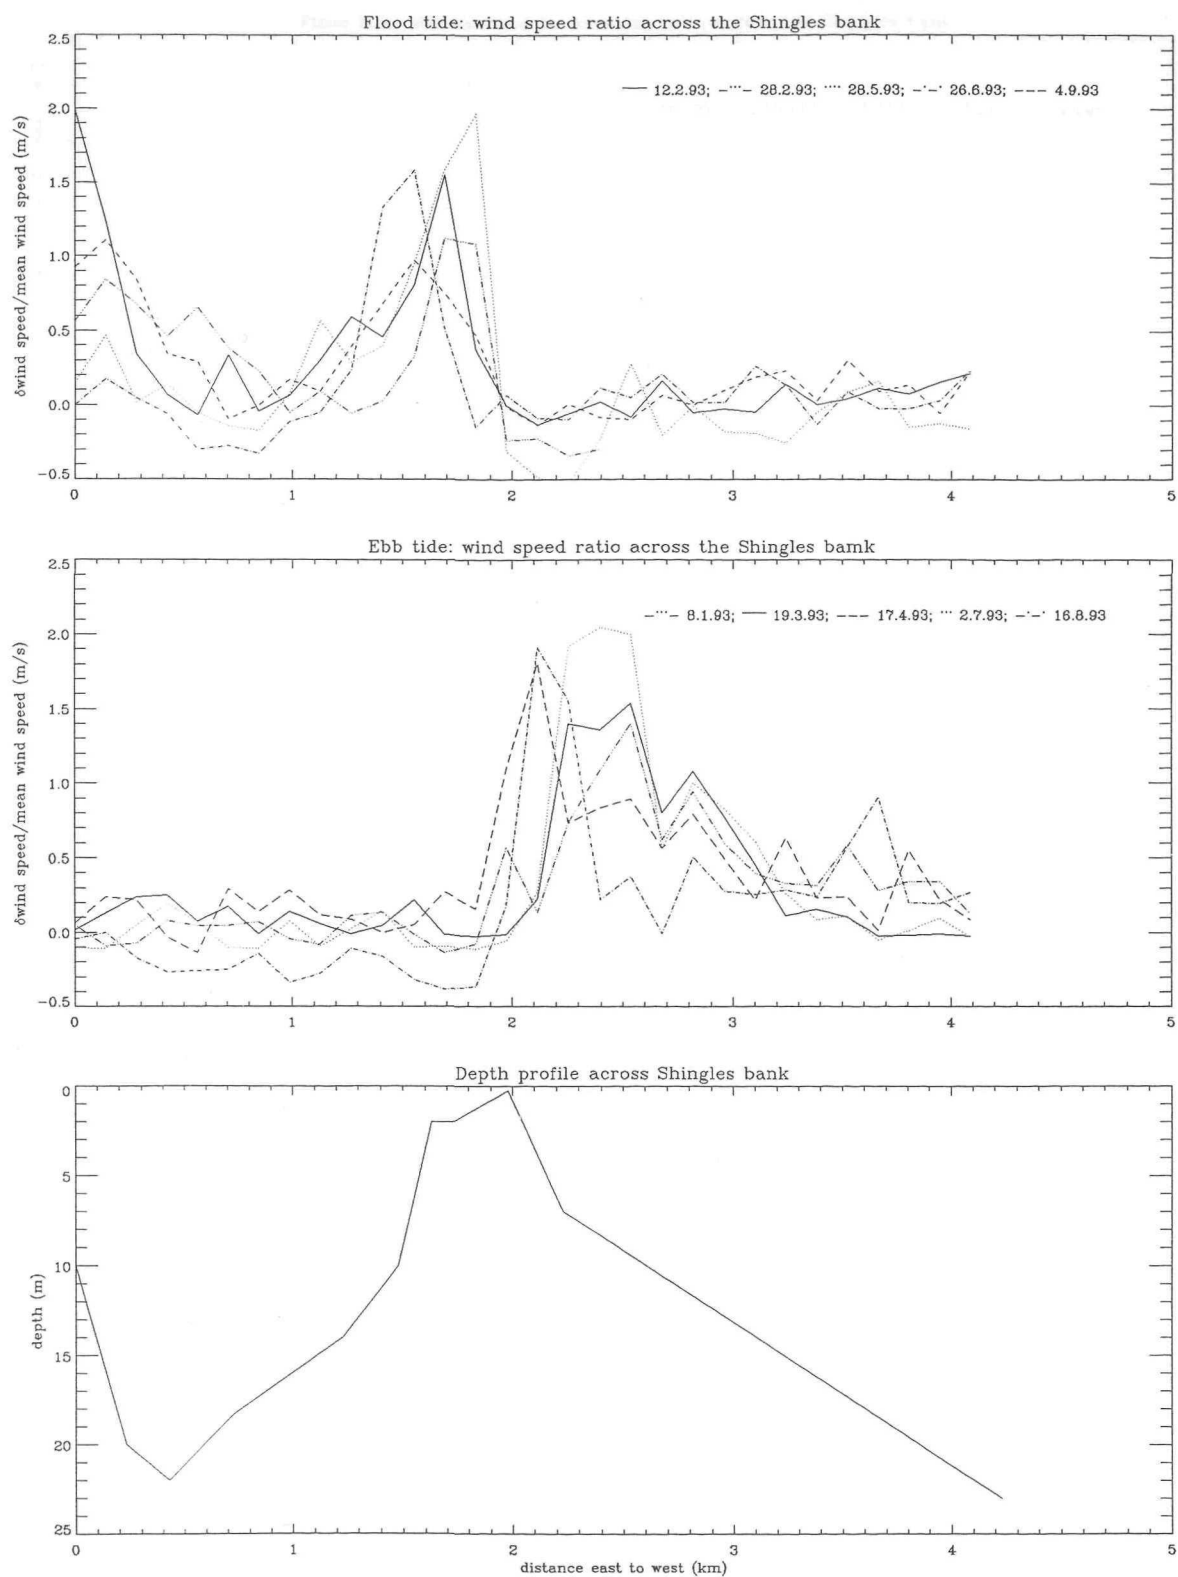 Flood tide: wind speed ratio across the Shingles bank
2.5
2.0
1.5
1.0
0.5
0.0
−0.5
δwind speed/mean wind speed (m/s)
12.2.93; 28.2.93; 28.5.93; 26.6.93; 4.9.93
0 1 2 3 4 5
Ebb tide: wind speed ratio across the Shingles bamk
2.5
2.0
1.5
1.0
0.5
0.0
−0.5
δwind speed/mean wind speed (m/s)
8.1.93; 19.3.93; 17.4.93; 2.7.93; 16.8.93
0 1 2 3 4 5
Depth profile across Shingles bank
0
5
10
15
20
25
depth (m)
0 1 2 3 4 5
distance east to west (km)